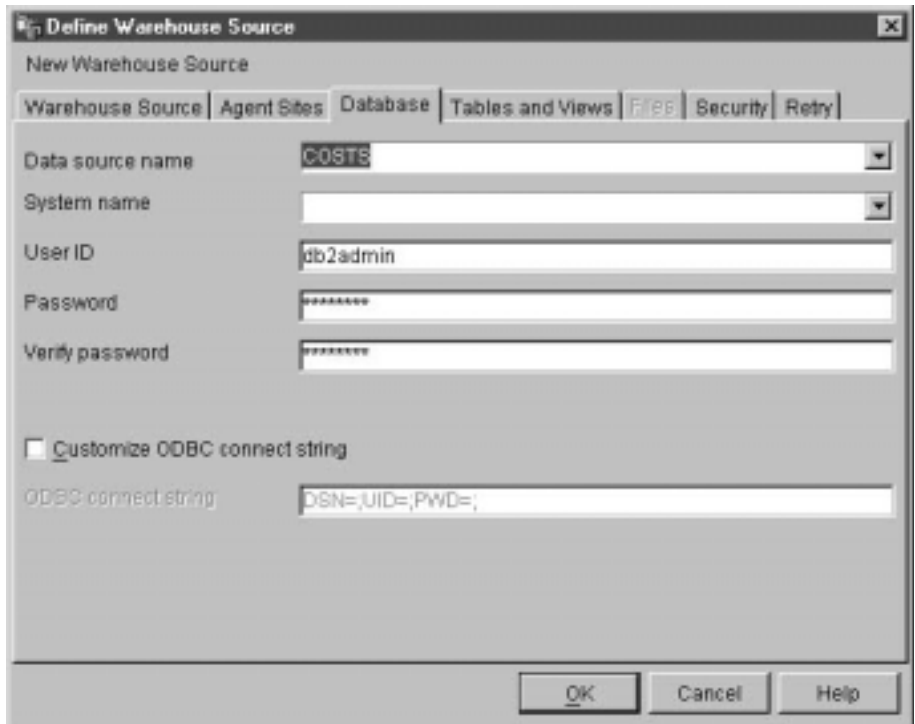 Define Warehouse Source
New Warehouse Source
Warehouse Source Agent Sites Database Tables and Views Files Security Retry
Data source name COSTS
System name
User ID db2admin
Password ********
Verify password ********
Customize ODBC connect string
ODBC connect string DSN=;UID=;PWD=;
OK Cancel Help